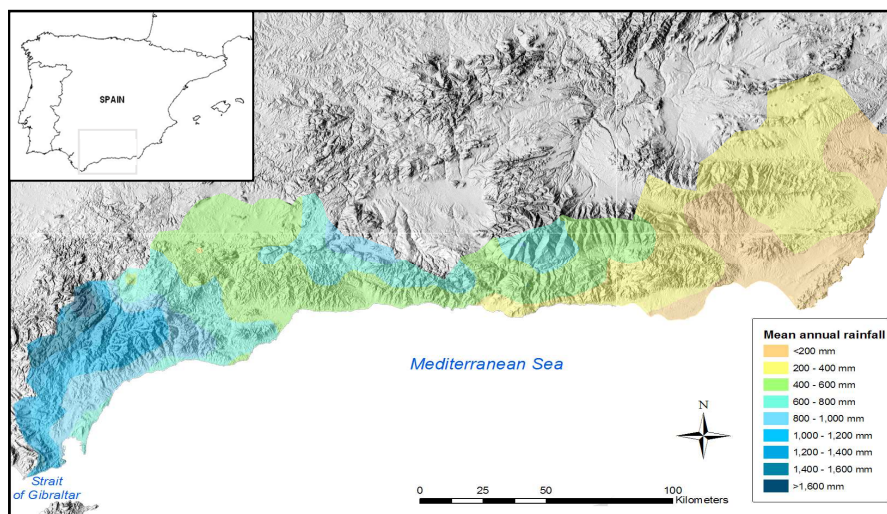 SPAIN
Mediterranean Sea
Strait
of Gibraltar
N
0 25 50 100
Kilometers
Mean annual rainfall
<200 mm
200 - 400 mm
400 - 600 mm
600 - 800 mm
800 - 1,000 mm
1,000 - 1,200 mm
1,200 - 1,400 mm
1,400 - 1,600 mm
>1,600 mm